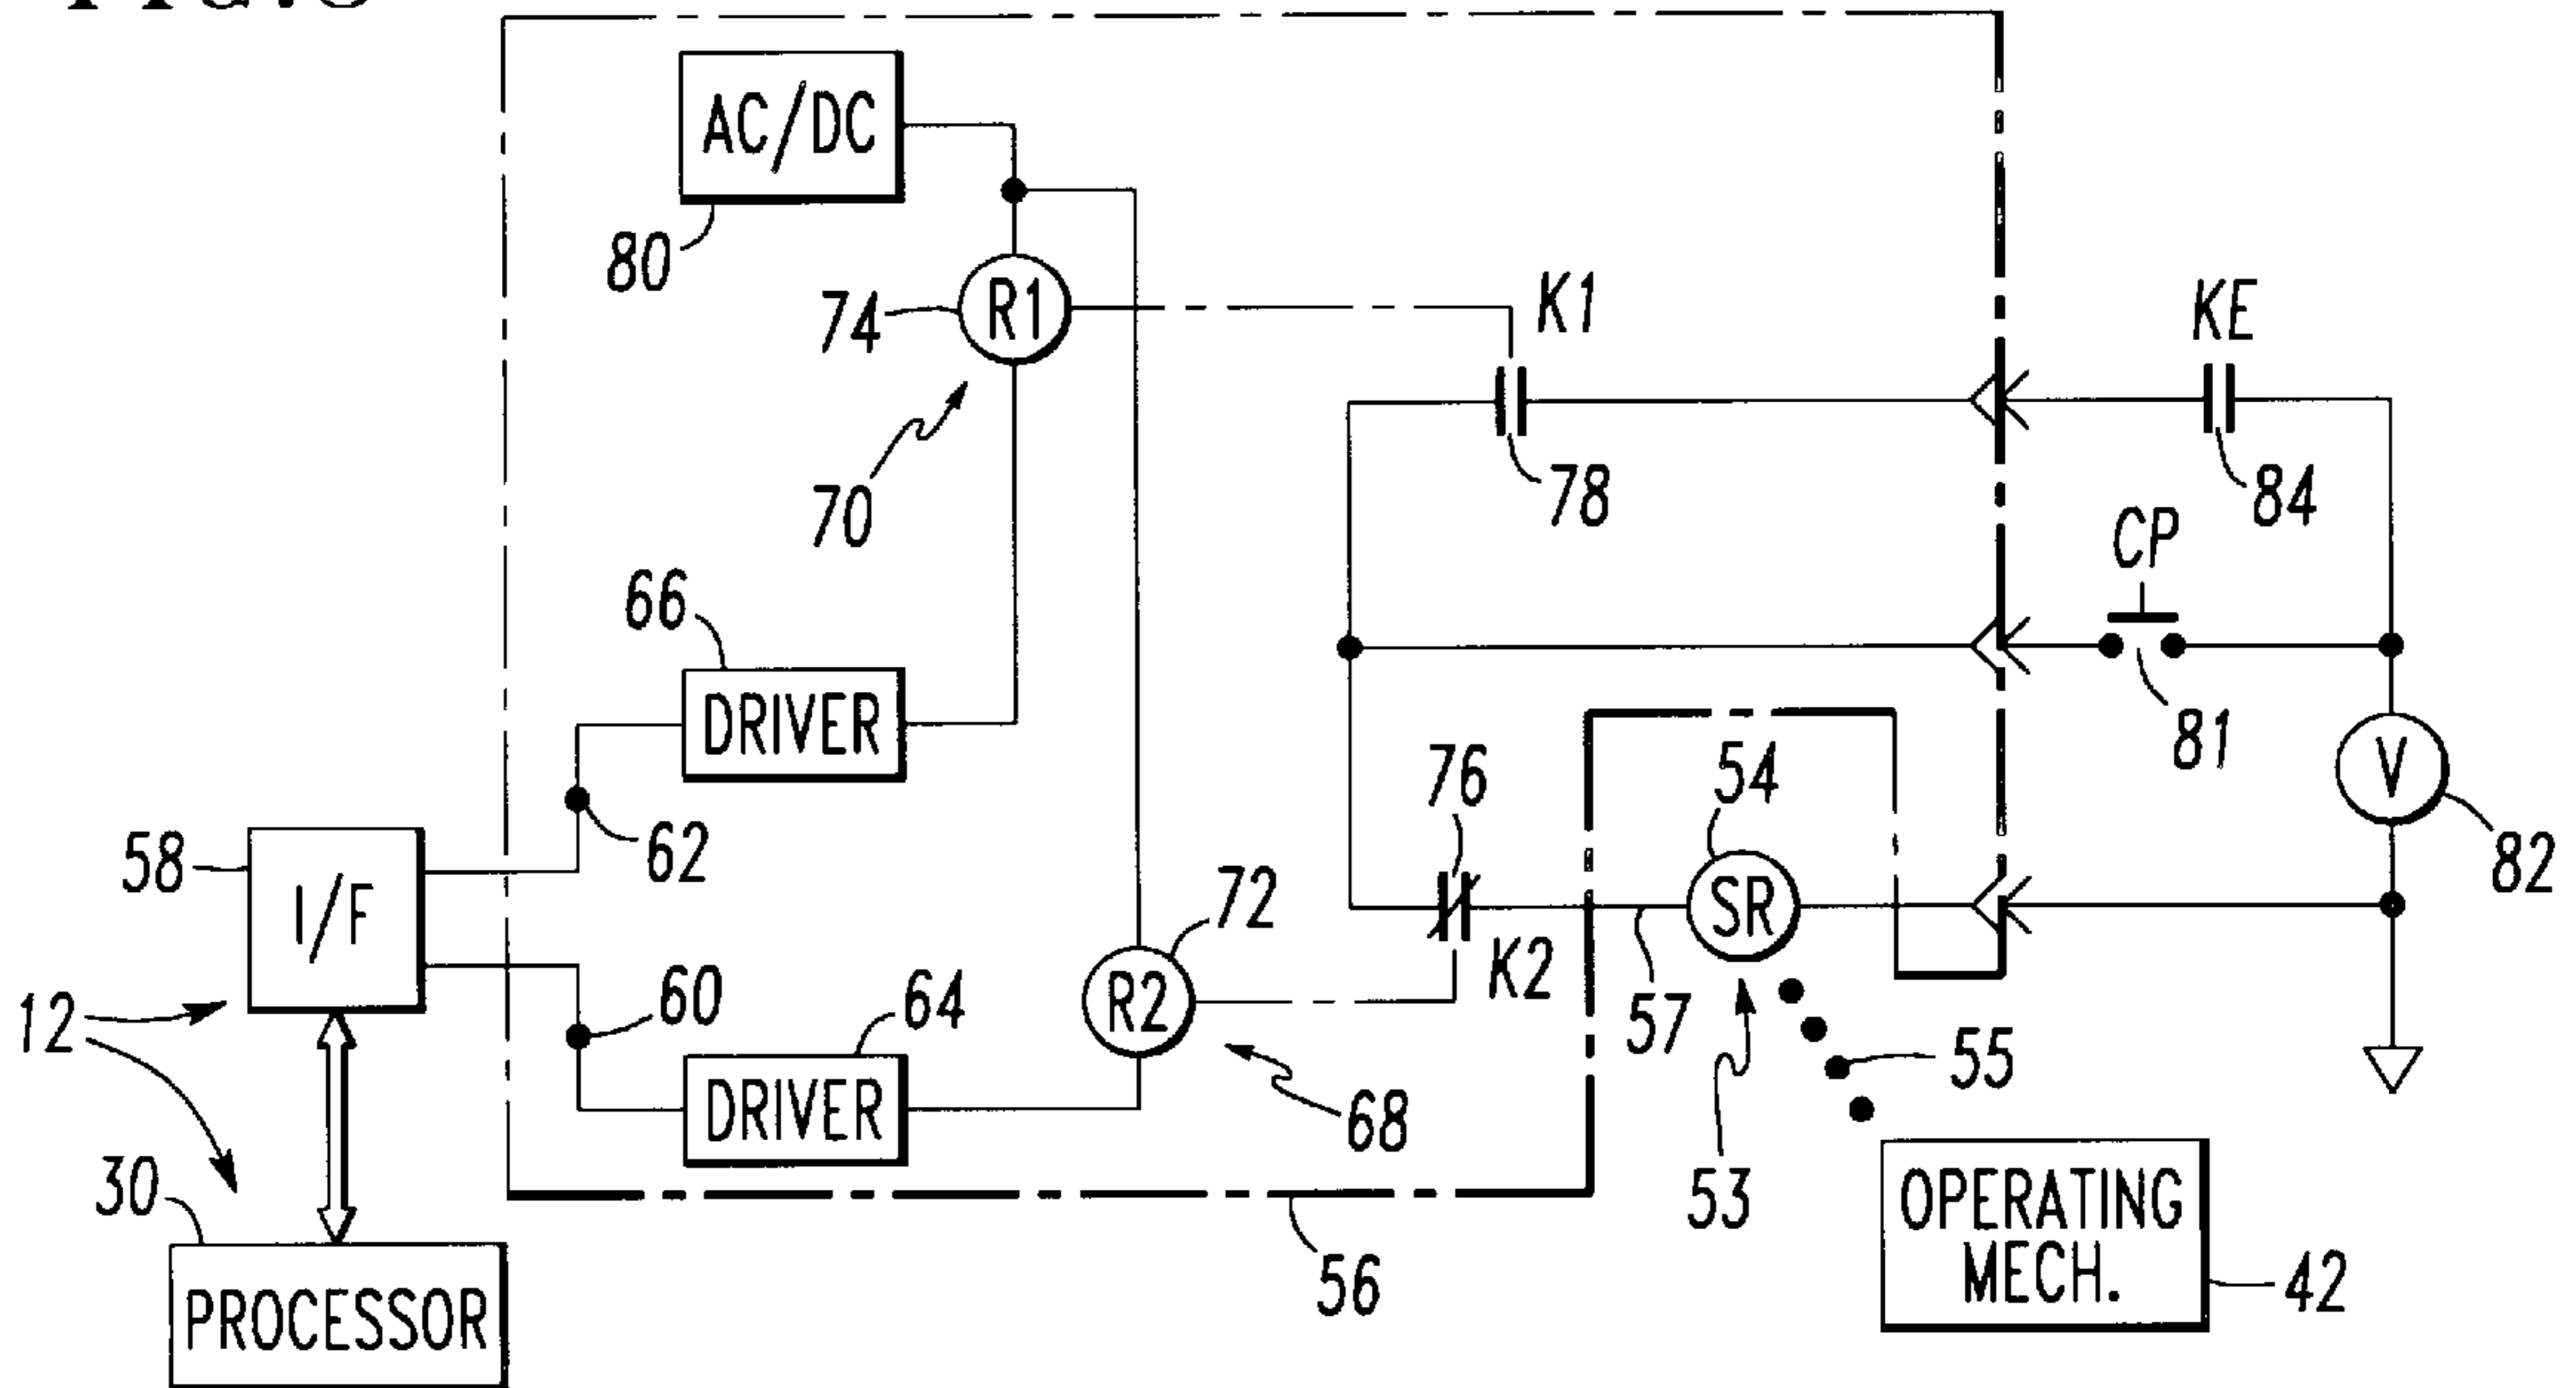 AC/DC
80
R1
74
K1
KE
70
78
84
CP
66
DRIVER
81
62
76
54
V
82
58
I/F
72
SR
R2
K2
57
12
60
64
DRIVER
68
53
55
30
PROCESSOR
56
OPERATING
MECH.
42